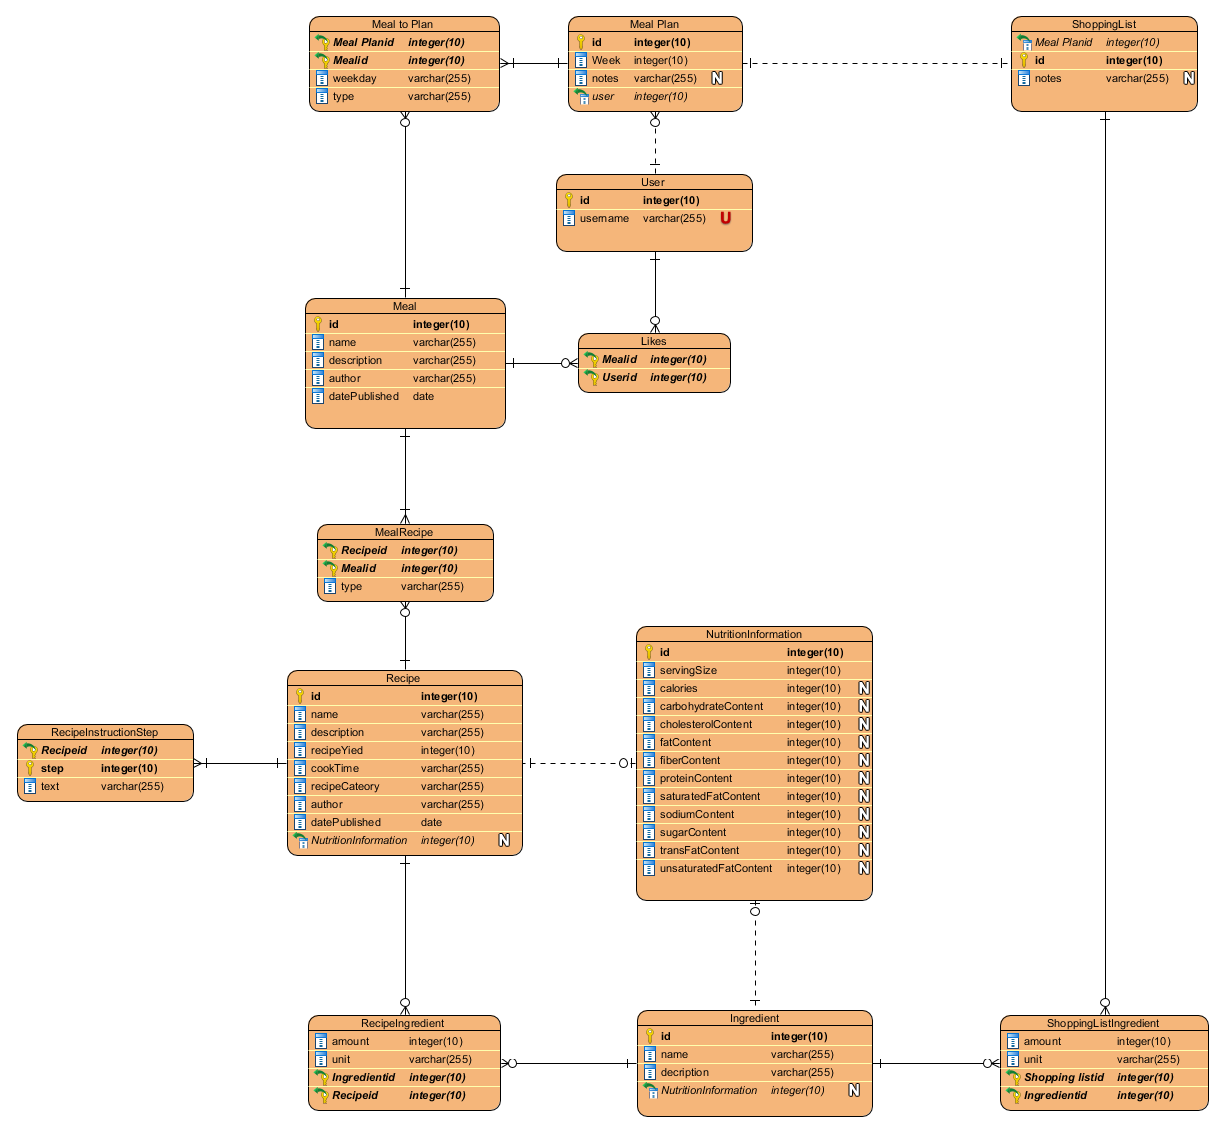 Meal to Plan
Meal Planid integer(10)
Mealid integer(10)
weekday varchar(255)
type varchar(255)
Meal Plan
id integer(10)
Week integer(10)
notes varchar(255) N
user integer(10)
ShoppingList
Meal Planid integer(10)
id integer(10)
notes varchar(255) N
User
id integer(10)
username varchar(255) U
Meal
id integer(10)
name varchar(255)
description varchar(255)
author varchar(255)
datePublished date
Likes
Mealid integer(10)
Userid integer(10)
MealRecipe
Recipeid integer(10)
Mealid integer(10)
type varchar(255)
NutritionInformation
id integer(10)
servingSize integer(10)
calories integer(10) N
carbohydrateContent integer(10) N
cholesterolContent integer(10) N
fatContent integer(10) N
fiberContent integer(10) N
proteinContent integer(10) N
saturatedFatContent integer(10) N
sodiumContent integer(10) N
sugarContent integer(10) N
transFatContent integer(10) N
unsaturatedFatContent integer(10) N
Recipe
id integer(10)
name varchar(255)
description varchar(255)
recipeYied integer(10)
cookTime varchar(255)
recipeCateory varchar(255)
author varchar(255)
datePublished date
NutritionInformation integer(10) N
RecipeInstructionStep
Recipeid integer(10)
step integer(10)
text varchar(255)
RecipeIngredient
amount integer(10)
unit varchar(255)
Ingredientid integer(10)
Recipeid integer(10)
Ingredient
id integer(10)
name varchar(255)
decription varchar(255)
NutritionInformation integer(10) N
ShoppingListIngredient
amount integer(10)
unit varchar(255)
Shopping listid integer(10)
Ingredientid integer(10)